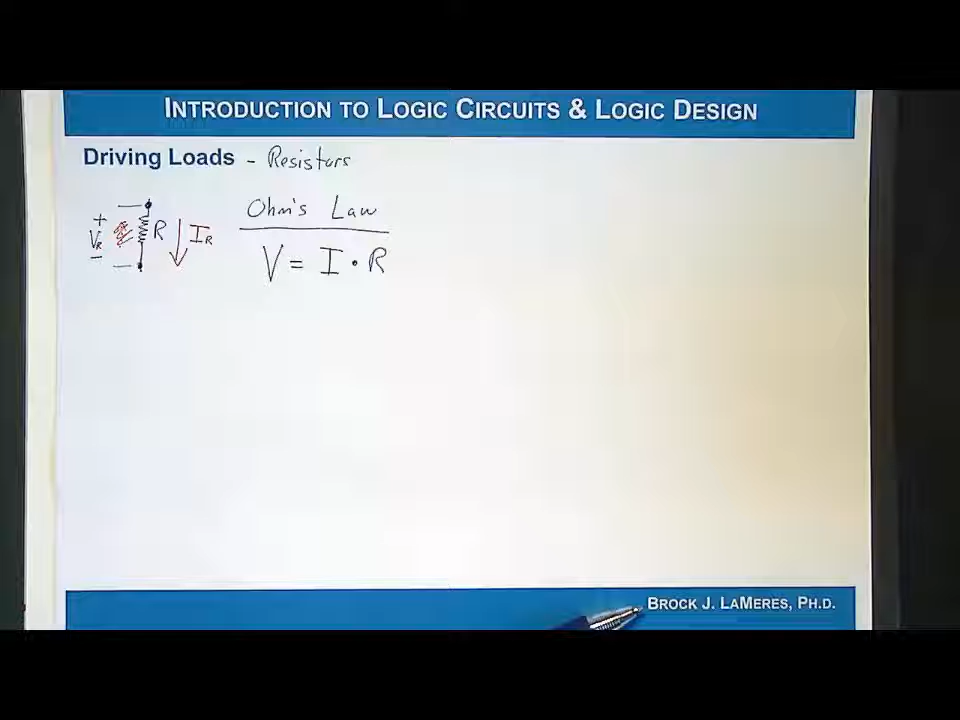 INTRODUCTION TO LOGIC CIRCUITS & LOGIC DESIGN
Driving Loads - Resistors
Ohm's Law
+
VR
-
R
IR
V = I · R
BROCK J. LAMERES, PH.D.